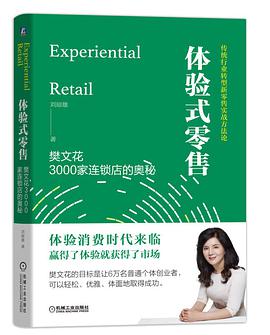 Experiential
Retail
刘润雄 著
体验式零售
传统行业转型新零售实战方法论
樊文花
3000家连锁店的奥秘
体验消费时代来临
赢得了体验就获得了市场
樊文花的目标是让6万名普通个体创业者,
可以轻松、优雅、体面地取得成功。
机械工业出版社
CHINA MACHINE PRESS
Experiential
Retail
体验式零售
樊文花3000
家连锁店的奥秘
机械工业出版社